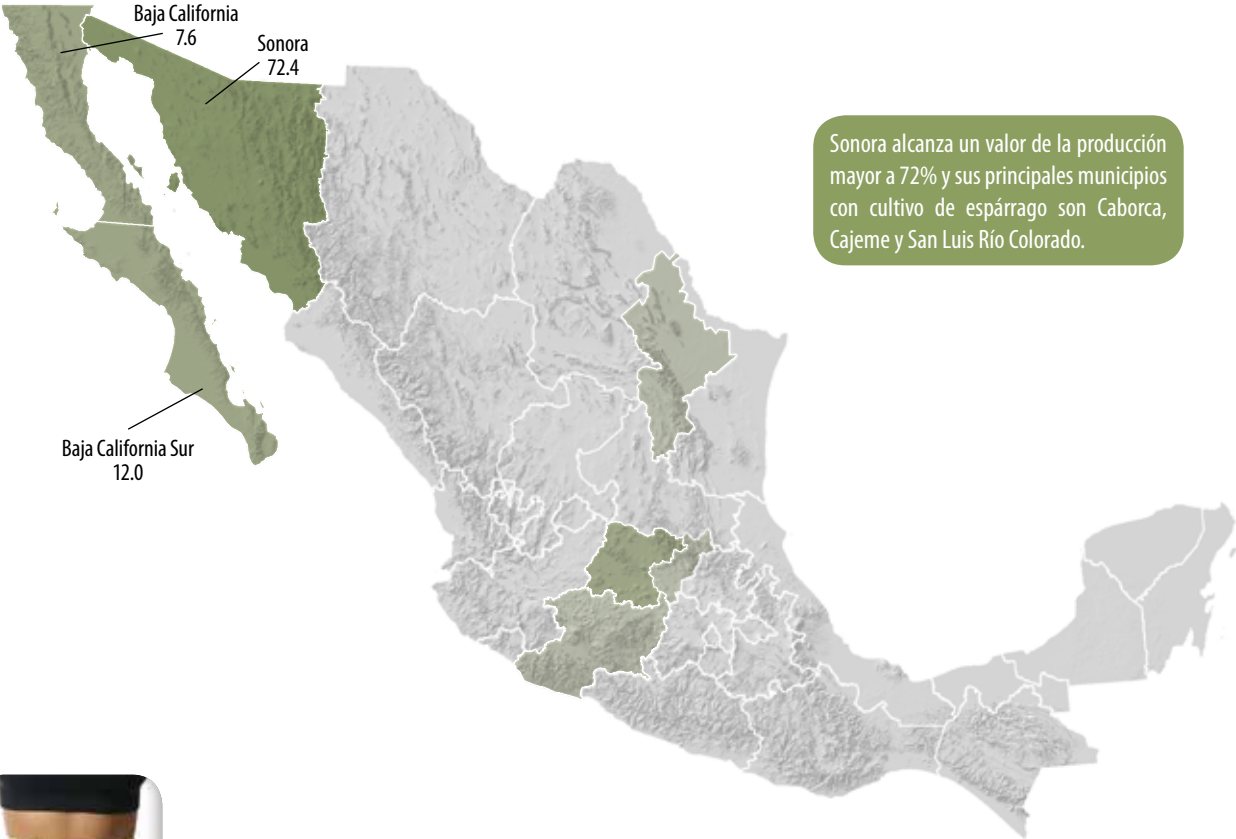 Baja California
7.6
Sonora
72.4
Sonora alcanza un valor de la producción
mayor a 72% y sus principales municipios
con cultivo de espárrago son Caborca,
Cajeme y San Luis Río Colorado.
Baja California Sur
12.0